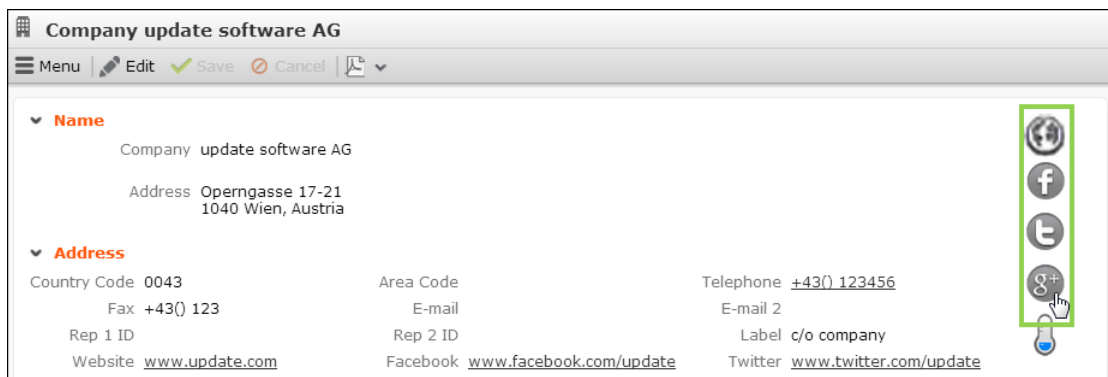 Company update software AG
Menu Edit Save Cancel
Name
Company update software AG
Address Operngasse 17-21
1040 Wien, Austria
f
t
Address
Country Code 0043 Area Code Telephone +43() 123456
g+
Fax +43() 123 E-mail E-mail 2
Rep 1 ID Rep 2 ID Label c/o company
Website www.update.com Facebook www.facebook.com/update Twitter www.twitter.com/update